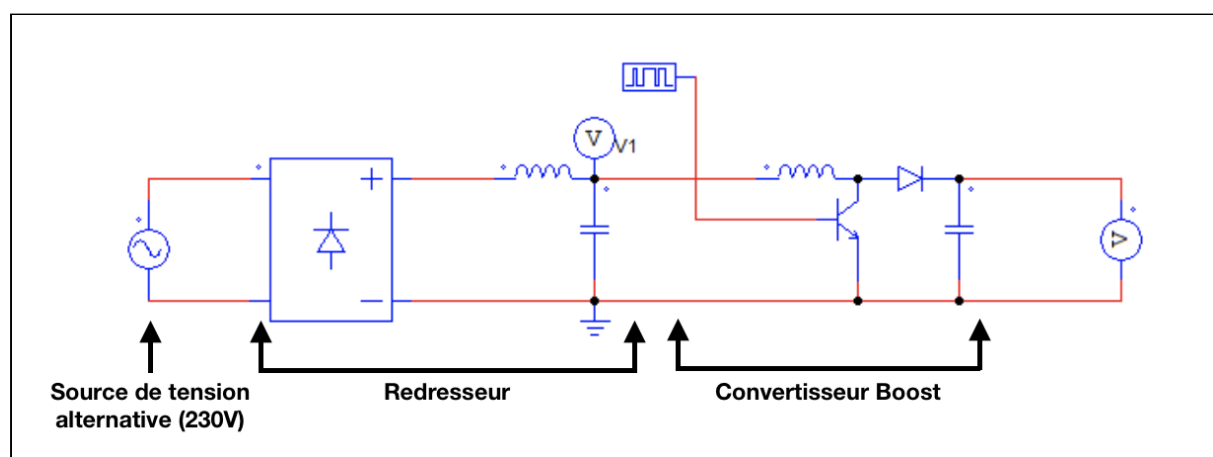 V
V1
V
Source de tension
alternative (230V)
Redresseur
Convertisseur Boost